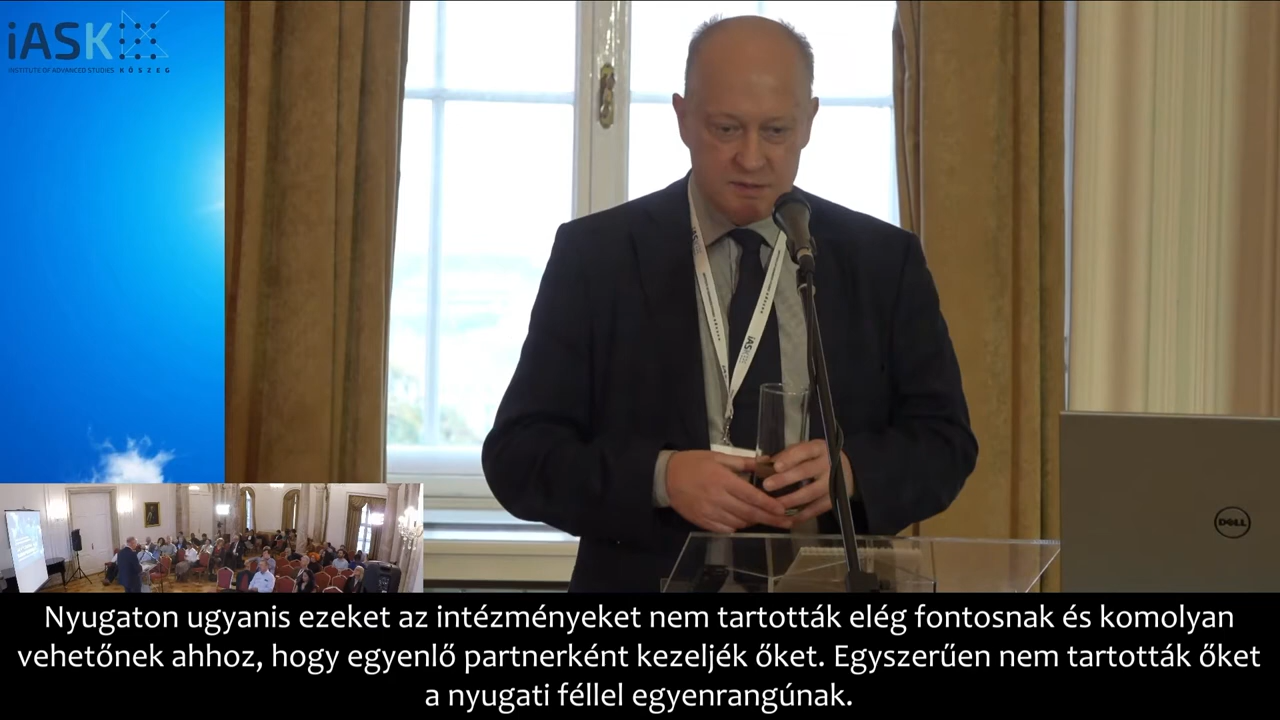 iASK
INSTITUTE OF ADVANCED STUDIES KŐSZEG
iASK
DELL
Nyugaton ugyanis ezeket az intézményeket nem tartották elég fontosnak és komolyan
vehetőnek ahhoz, hogy egyenlő partnerként kezeljék őket. Egyszerűen nem tartották őket
a nyugati féllel egyenrangúnak.